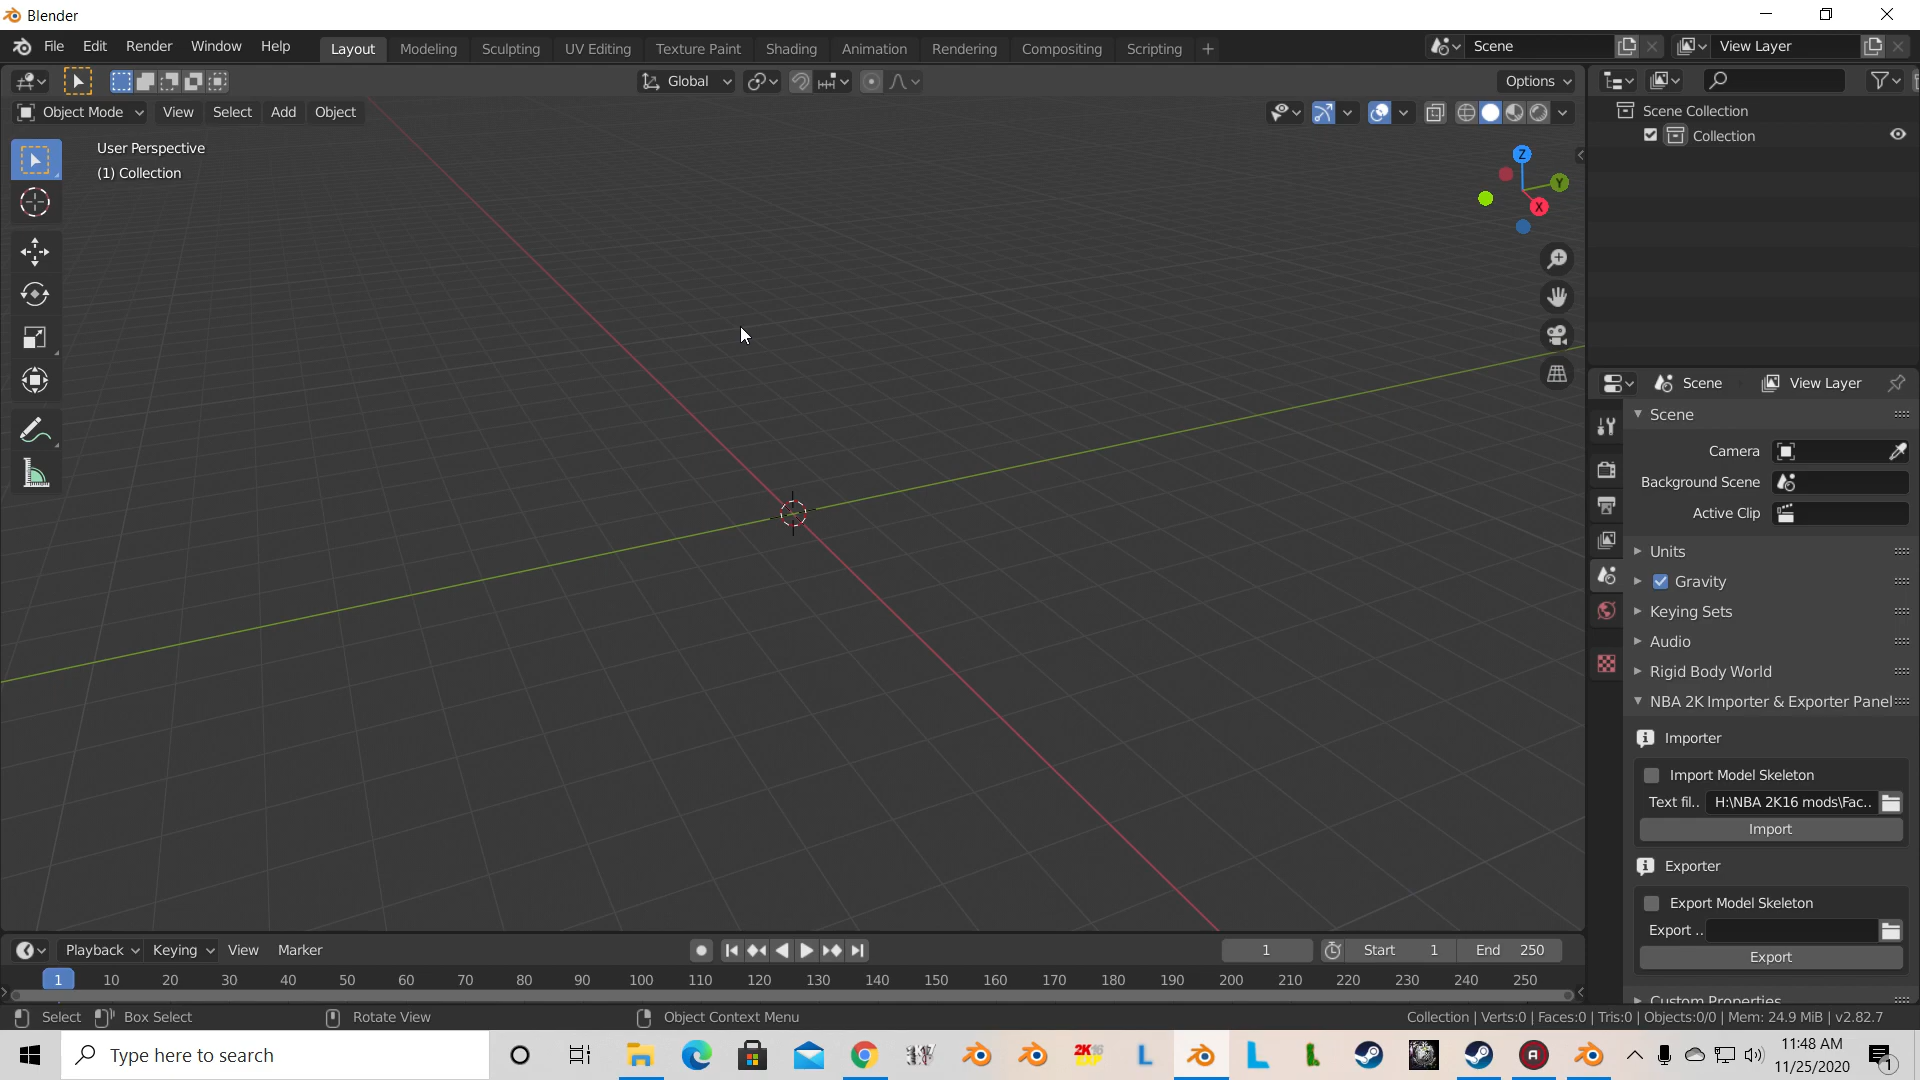 Blender
File Edit Render Window Help Layout Modeling Sculpting UV Editing Texture Paint Shading Animation Rendering Compositing Scripting + Scene View Layer
Global Options
Object Mode View Select Add Object
User Perspective
(1) Collection
Z
Y
X
Scene Collection
Collection
Scene View Layer
Scene
Camera
Background Scene
Active Clip
Units
Gravity
Keying Sets
Audio
Rigid Body World
NBA 2K Importer & Exporter Panel
Importer
Import Model Skeleton
Text fil.. H:\NBA 2K16 mods\Fac..
Import
Exporter
Export Model Skeleton
Export ..
Export
Custom Properties
Playback Keying View Marker 1 Start 1 End 250
1 10 20 30 40 50 60 70 80 90 100 110 120 130 140 150 160 170 180 190 200 210 220 230 240 250
Select Box Select Rotate View Object Context Menu Collection | Verts:0 | Faces:0 | Tris:0 | Objects:0/0 | Mem: 24.9 MiB | v2.82.7
Type here to search
11:48 AM
11/25/2020
1